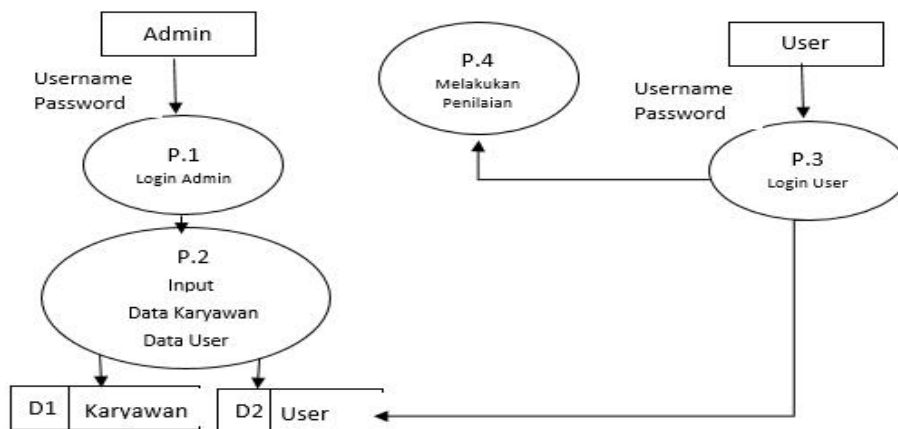 Admin
Username
Password
P.1
Login Admin
P.2
Input
Data Karyawan
Data User
D1 Karyawan
D2 User
P.4
Melakukan
Penilaian
User
Username
Password
P.3
Login User